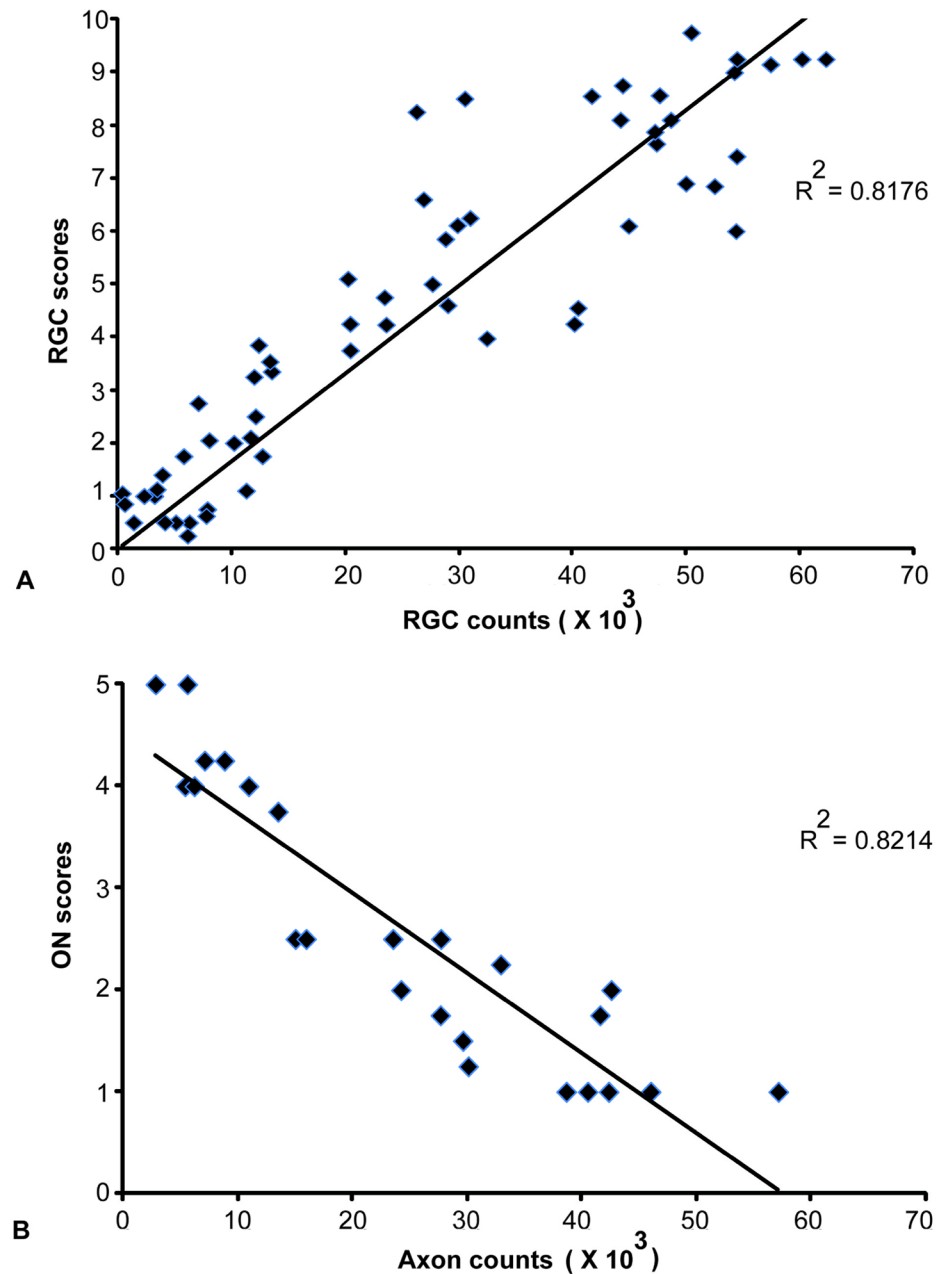 10
9
8
7
6
5
4
3
2
1
0
RGC scores
R2 = 0.8176
0 10 20 30 40 50 60 70
A
RGC counts ( X 103)
5
4
3
2
1
0
ON scores
R2 = 0.8214
0 10 20 30 40 50 60 70
B
Axon counts ( X 103)